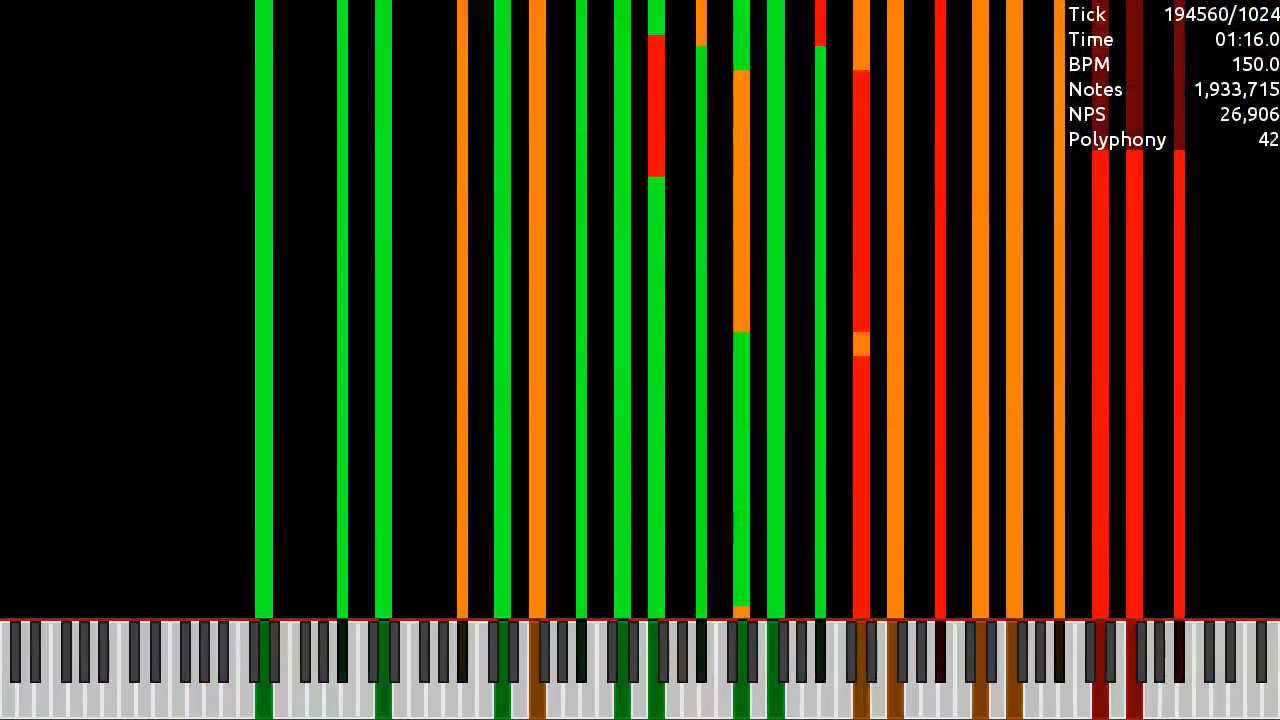 Tick 194560/1024
Time 01:16.0
BPM 150.0
Notes 1,933,715
NPS 26,906
Polyphony 42